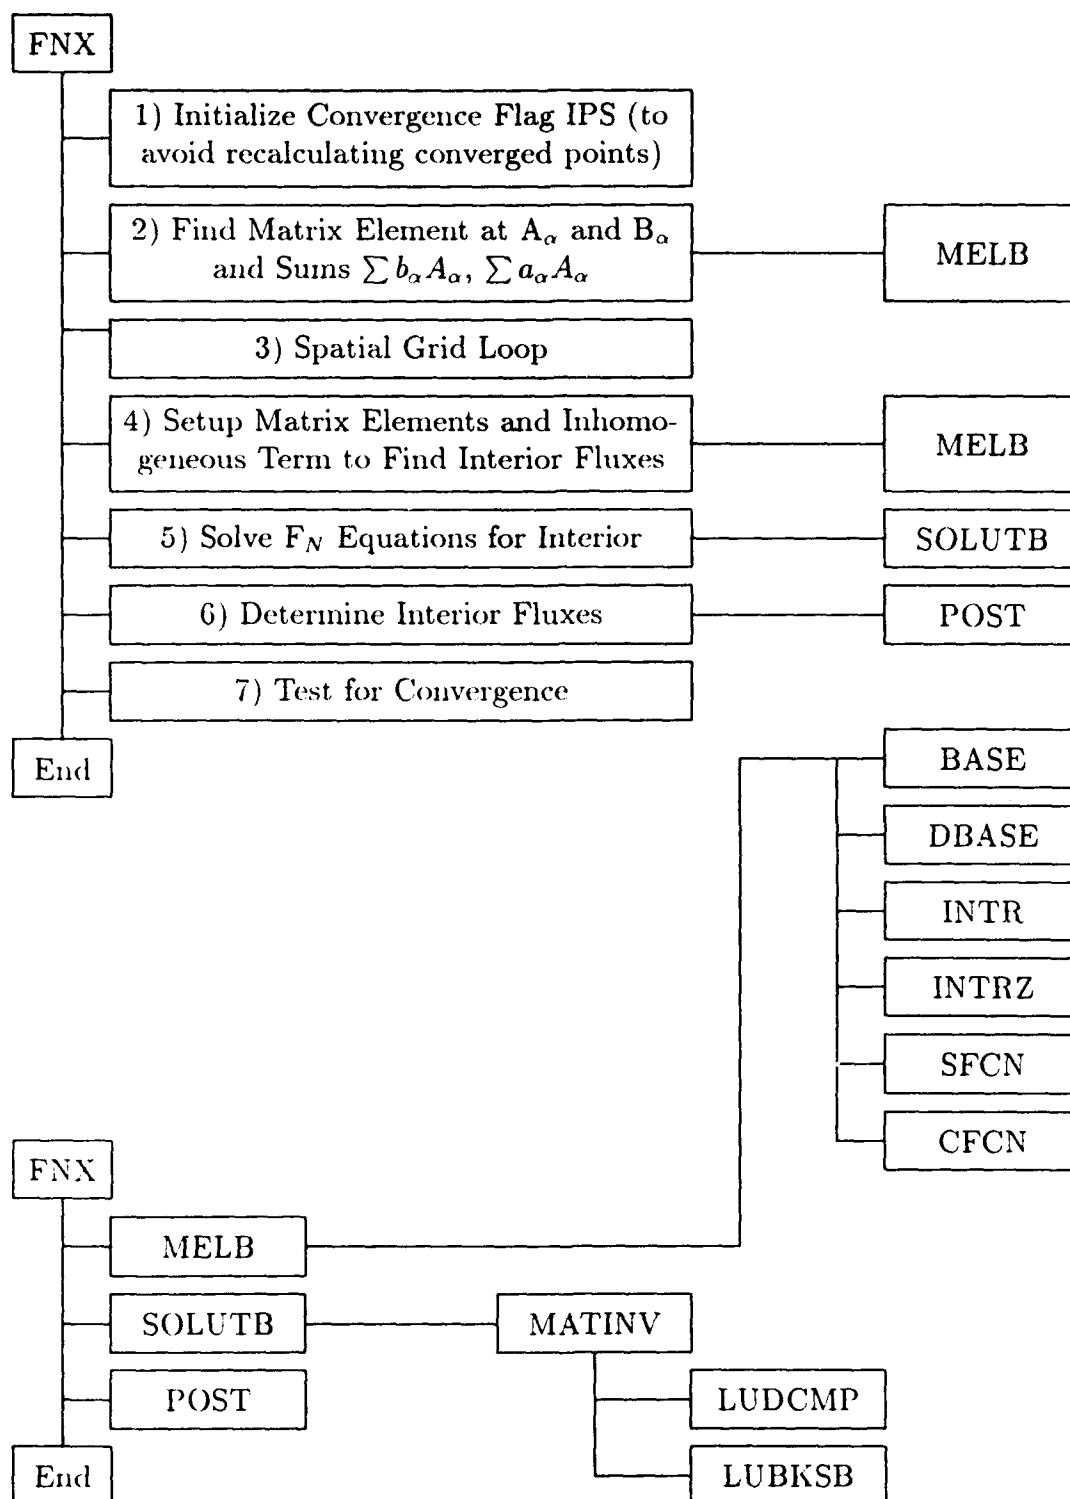 FNX
1) Initialize Convergence Flag IPS (to
avoid recalculating converged points)
2) Find Matrix Element at A_α and B_α
and Sums ∑ b_α A_α, ∑ a_α A_α
MELB
3) Spatial Grid Loop
4) Setup Matrix Elements and Inhomo-
geneous Term to Find Interior Fluxes
MELB
5) Solve F_N Equations for Interior
SOLUTB
6) Determine Interior Fluxes
POST
7) Test for Convergence
End
BASE
DBASE
INTR
INTRZ
SFCN
CFCN
FNX
MELB
SOLUTB
MATINV
POST
LUDCMP
End
LUBKSB